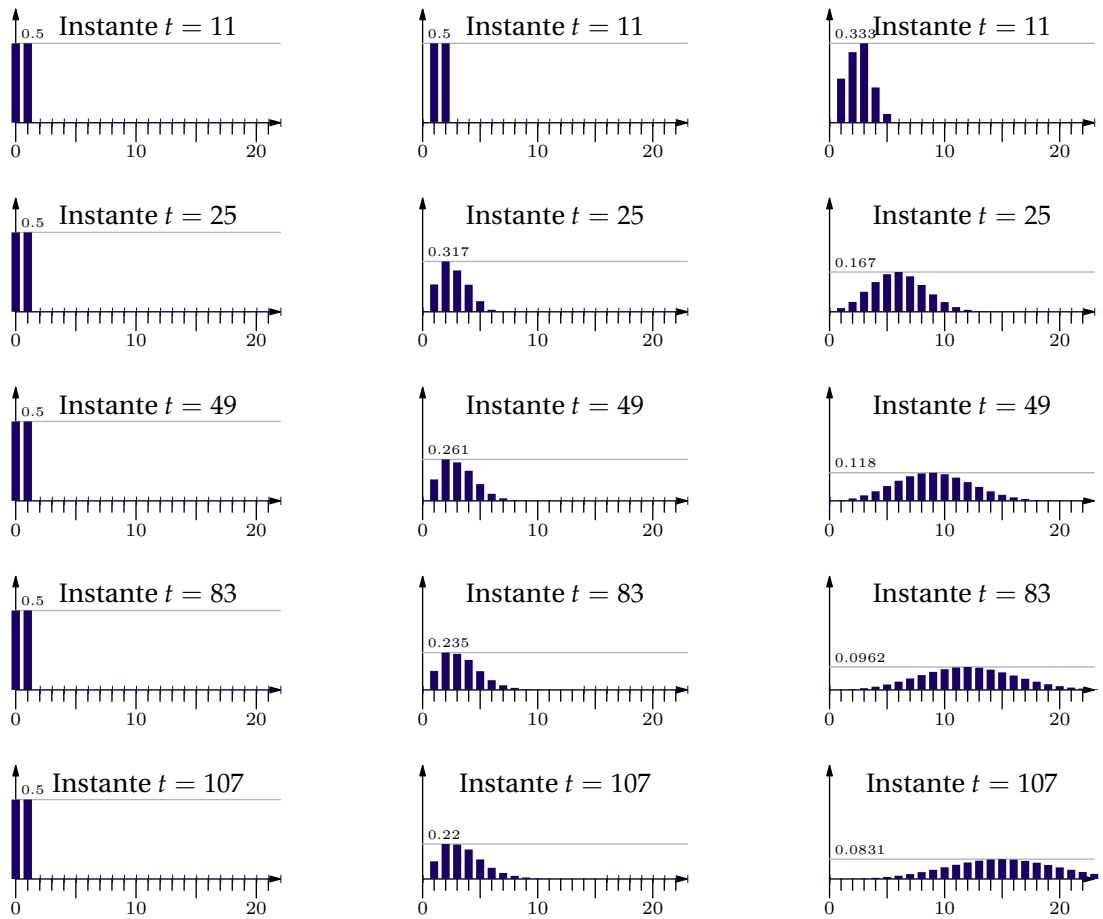 Instante t = 11
0.5
0 10 20
Instante t = 11
0.5
0 10 20
Instante t = 11
0.333
0 10 20
Instante t = 25
0.5
0 10 20
Instante t = 25
0.317
0 10 20
Instante t = 25
0.167
0 10 20
Instante t = 49
0.5
0 10 20
Instante t = 49
0.261
0 10 20
Instante t = 49
0.118
0 10 20
Instante t = 83
0.5
0 10 20
Instante t = 83
0.235
0 10 20
Instante t = 83
0.0962
0 10 20
Instante t = 107
0.5
0 10 20
Instante t = 107
0.22
0 10 20
Instante t = 107
0.0831
0 10 20